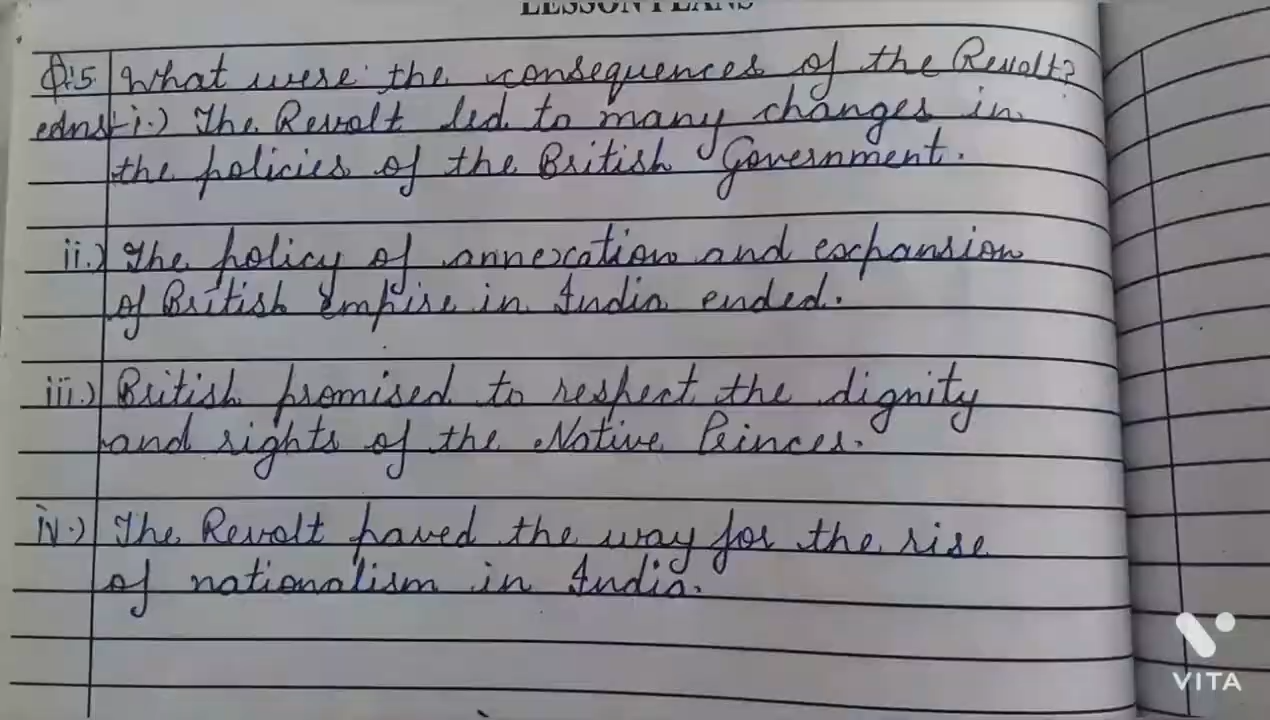 LESSON PLANS
Q.5 What were the consequences of the Revolt?
Ans- i.) The Revolt led to many changes in
the policies of the British Government.
ii.) The policy of annexation and expansion
of British Empire in India ended.
iii.) British promised to respect the dignity
and rights of the Native Princes.
iv.) The Revolt paved the way for the rise
of nationalism in India.
VITA